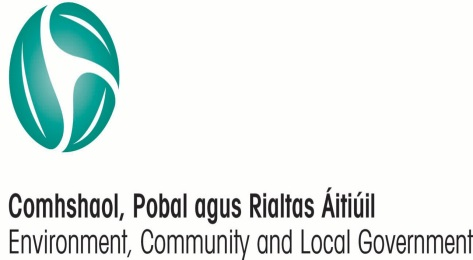 Comhshaol, Pobal agus Rialtas Áitiúil
Environment, Community and Local Government